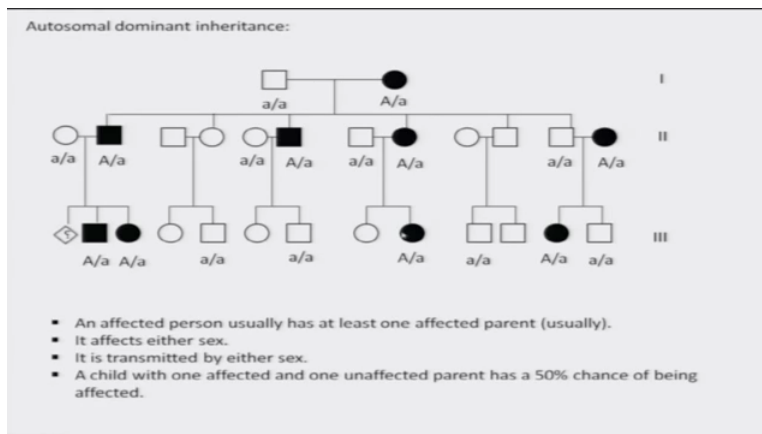 Autosomal dominant inheritance:
I
a/a A/a
II
a/a A/a a/a A/a a/a A/a a/a A/a
?
III
A/a A/a a/a a/a A/a a/a A/a a/a
▪ An affected person usually has at least one affected parent (usually).
▪ It affects either sex.
▪ It is transmitted by either sex.
▪ A child with one affected and one unaffected parent has a 50% chance of being
affected.